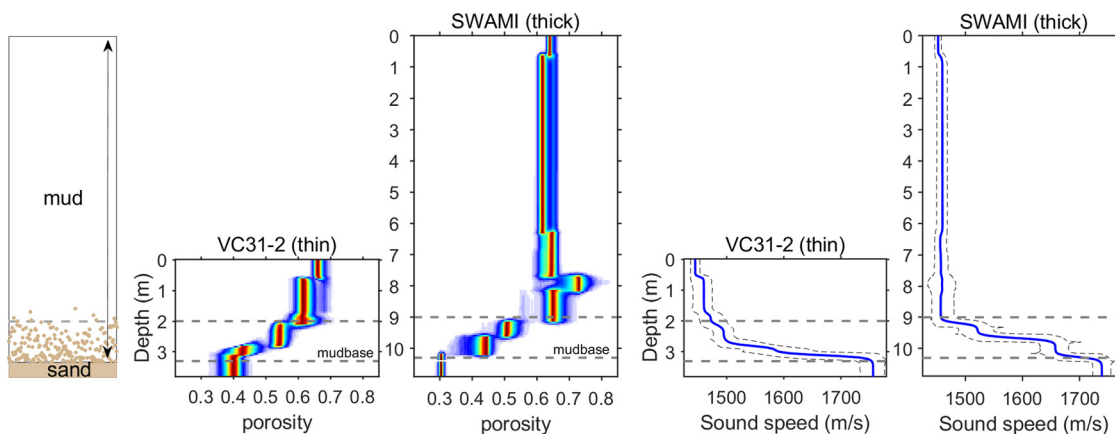 mud
sand
VC31-2 (thin)
0
1
2
3
Depth (m)
mudbase
0.3 0.4 0.5 0.6 0.7 0.8
porosity
SWAMI (thick)
0
1
2
3
4
5
6
7
8
9
10
mudbase
0.3 0.4 0.5 0.6 0.7 0.8
porosity
VC31-2 (thin)
0
1
2
3
Depth (m)
1500 1600 1700
Sound speed (m/s)
SWAMI (thick)
0
1
2
3
4
5
6
7
8
9
10
1500 1600 1700
Sound speed (m/s)